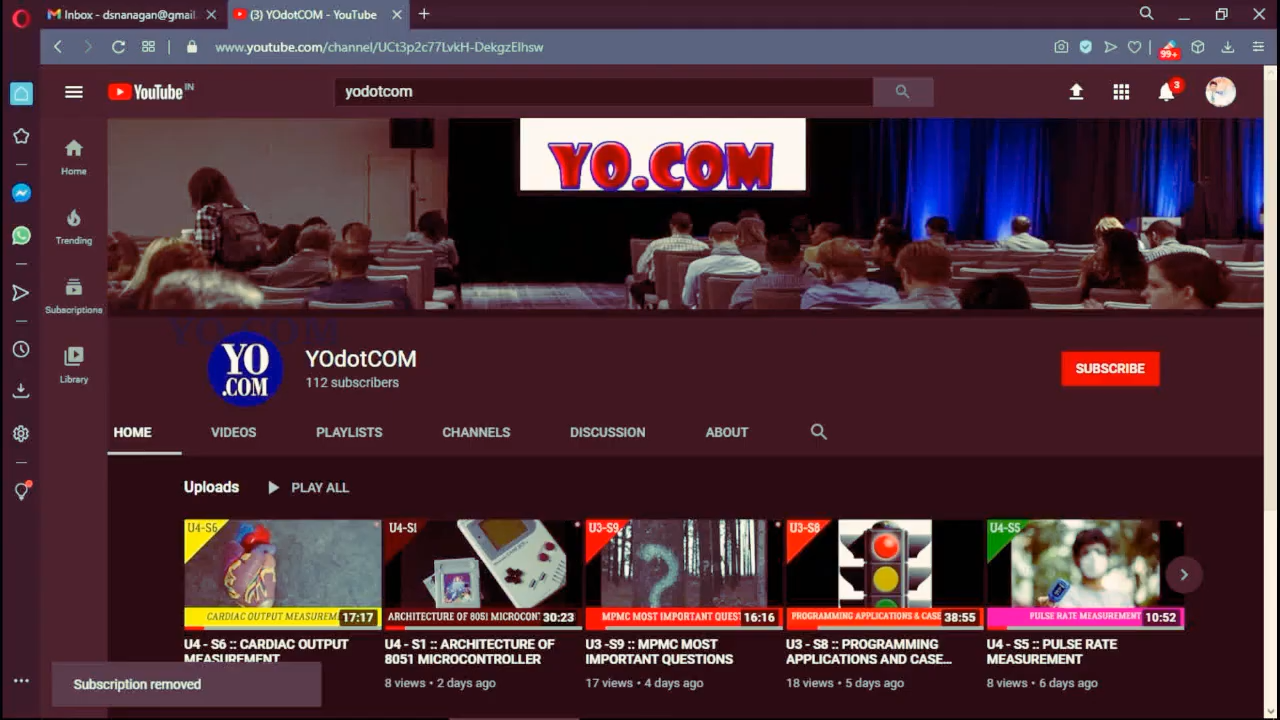 Inbox - dsnanagan@gmail.
(3) YOdotCOM - YouTube
www.youtube.com/channel/UCt3p2c77LvkH-DekgzElhsw
99+
YouTube IN
yodotcom
3
Home
Trending
Subscriptions
Library
YO.COM
YO.COM
YO
.COM
YOdotCOM
112 subscribers
SUBSCRIBE
HOME VIDEOS PLAYLISTS CHANNELS DISCUSSION ABOUT
Uploads PLAY ALL
U4-S6
CARDIAC OUTPUT MEASUREM
17:17
U4 - S6 :: CARDIAC OUTPUT
MEASUREMENT
U4-S1
ARCHITECTURE OF 8051 MICROCONT
30:23
U4 - S1 :: ARCHITECTURE OF
8051 MICROCONTROLLER
8 views • 2 days ago
U3-S9
MPMC MOST IMPORTANT QUEST
16:16
U3 -S9 :: MPMC MOST
IMPORTANT QUESTIONS
17 views • 4 days ago
U3-S8
PROGRAMMING APPLICATIONS & CASE
38:55
U3 - S8 :: PROGRAMMING
APPLICATIONS AND CASE...
18 views • 5 days ago
U4-S5
PULSE RATE MEASUREMENT
10:52
U4 - S5 :: PULSE RATE
MEASUREMENT
8 views • 6 days ago
Subscription removed